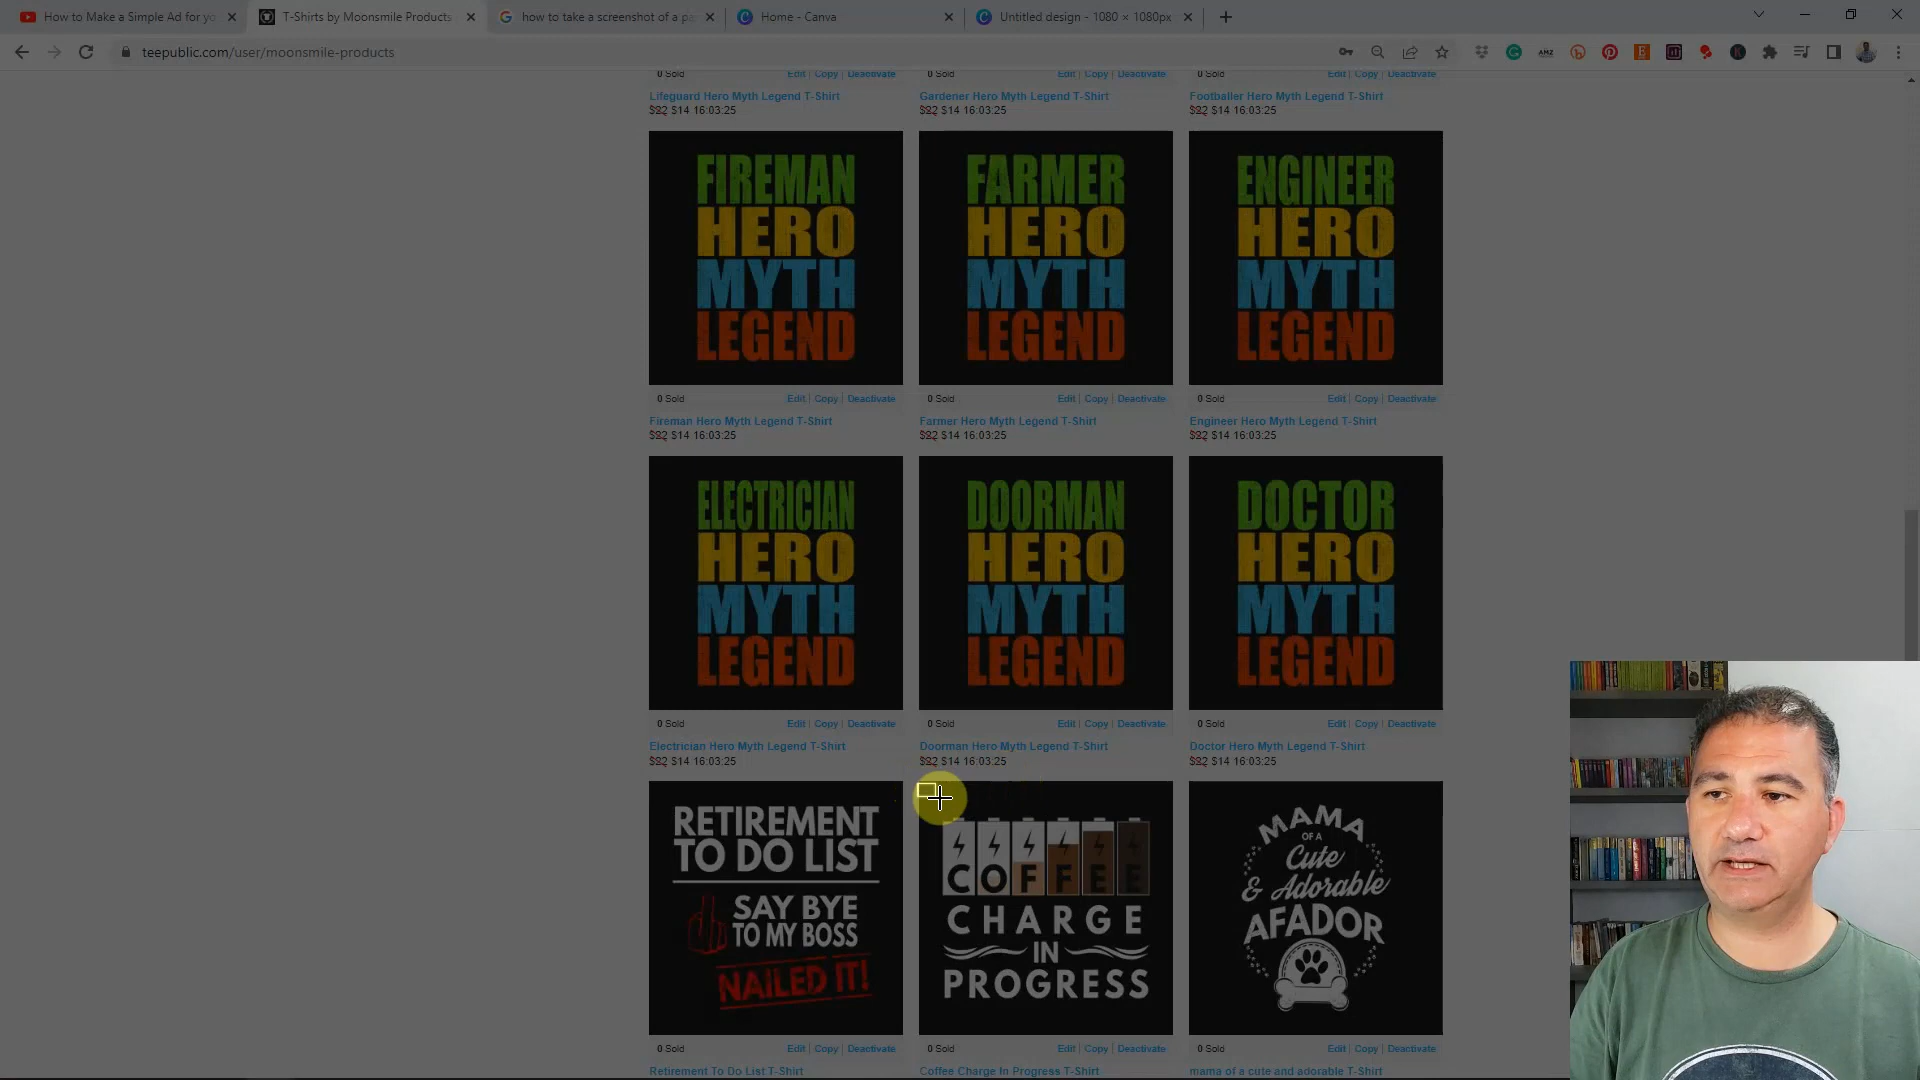 How to Make a Simple Ad for yo
T-Shirts by Moonsmile Products
how to take a screenshot of a pa
Home - Canva
Untitled design - 1080 × 1080px
teepublic.com/user/moonsmile-products
0 Sold Edit | Copy | Deactivate
0 Sold Edit | Copy | Deactivate
0 Sold Edit | Copy | Deactivate
Lifeguard Hero Myth Legend T-Shirt
Gardener Hero Myth Legend T-Shirt
Footballer Hero Myth Legend T-Shirt
$22 $14 16:03:25
$22 $14 16:03:25
$22 $14 16:03:25
FIREMAN
HERO
MYTH
LEGEND
FARMER
HERO
MYTH
LEGEND
ENGINEER
HERO
MYTH
LEGEND
0 Sold Edit | Copy | Deactivate
0 Sold Edit | Copy | Deactivate
0 Sold Edit | Copy | Deactivate
Fireman Hero Myth Legend T-Shirt
Farmer Hero Myth Legend T-Shirt
Engineer Hero Myth Legend T-Shirt
$22 $14 16:03:25
$22 $14 16:03:25
$22 $14 16:03:25
ELECTRICIAN
HERO
MYTH
LEGEND
DOORMAN
HERO
MYTH
LEGEND
DOCTOR
HERO
MYTH
LEGEND
0 Sold Edit | Copy | Deactivate
0 Sold Edit | Copy | Deactivate
0 Sold Edit | Copy | Deactivate
Electrician Hero Myth Legend T-Shirt
Doorman Hero Myth Legend T-Shirt
Doctor Hero Myth Legend T-Shirt
$22 $14 16:03:25
$22 $14 16:03:25
$22 $14 16:03:25
RETIREMENT
TO DO LIST
SAY BYE
TO MY BOSS
NAILED IT!
COFFEE
CHARGE
IN
PROGRESS
MAMA
OF A
Cute
& Adorable
AFADOR
0 Sold Edit | Copy | Deactivate
0 Sold Edit | Copy | Deactivate
0 Sold Edit | Copy | Deactivate
Retirement To Do List T-Shirt
Coffee Charge In Progress T-Shirt
mama of a cute and adorable T-Shirt